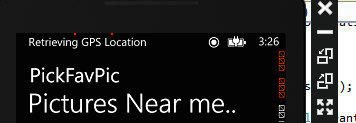 Retrieving GPS Location 3:26
PickFavPic
Pictures Near me..
);